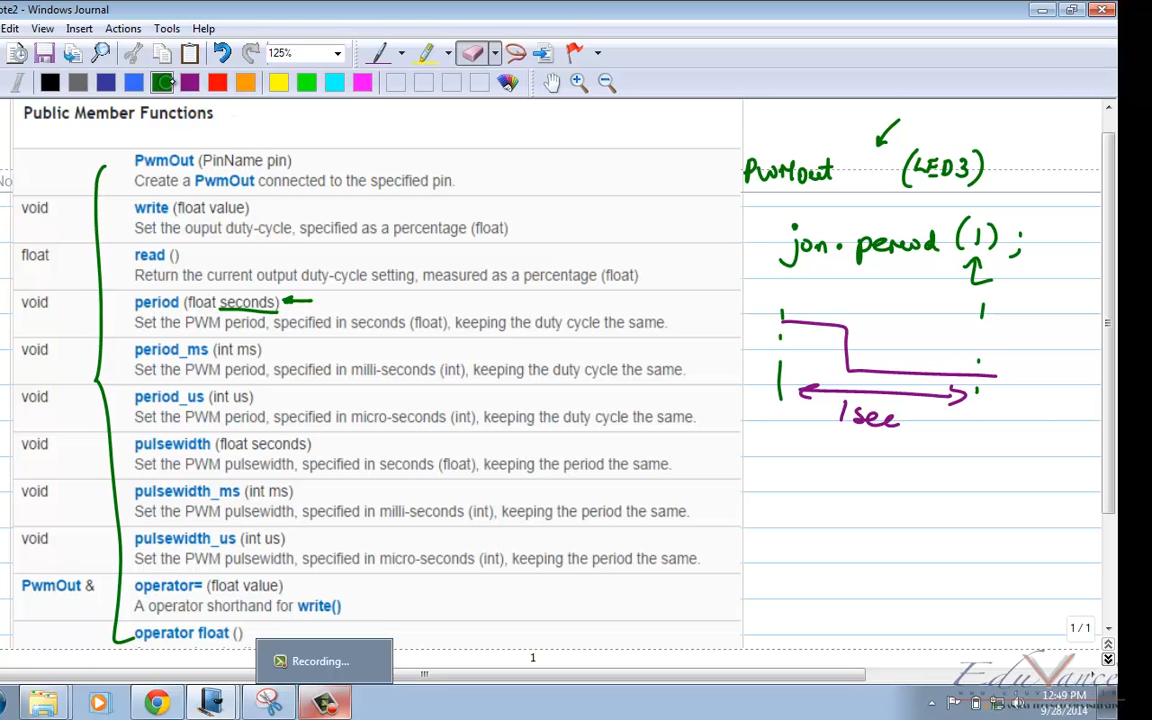 ote2 - Windows Journal
Edit View Insert Actions Tools Help
125%
Public Member Functions
PwmOut (PinName pin)
Create a PwmOut connected to the specified pin.
void write (float value)
Set the ouput duty-cycle, specified as a percentage (float)
float read ()
Return the current output duty-cycle setting, measured as a percentage (float)
void period (float seconds)
Set the PWM period, specified in seconds (float), keeping the duty cycle the same.
void period_ms (int ms)
Set the PWM period, specified in milli-seconds (int), keeping the duty cycle the same.
void period_us (int us)
Set the PWM period, specified in micro-seconds (int), keeping the duty cycle the same.
void pulsewidth (float seconds)
Set the PWM pulsewidth, specified in seconds (float), keeping the period the same.
void pulsewidth_ms (int ms)
Set the PWM pulsewidth, specified in milli-seconds (int), keeping the period the same.
void pulsewidth_us (int us)
Set the PWM pulsewidth, specified in micro-seconds (int), keeping the period the same.
PwmOut & operator= (float value)
A operator shorthand for write()
operator float ()
No
PWMOut (LED3)
jon. period (1);
1 sec
1 / 1
1
Recording...
EduVance
12:49 PM
9/28/2014